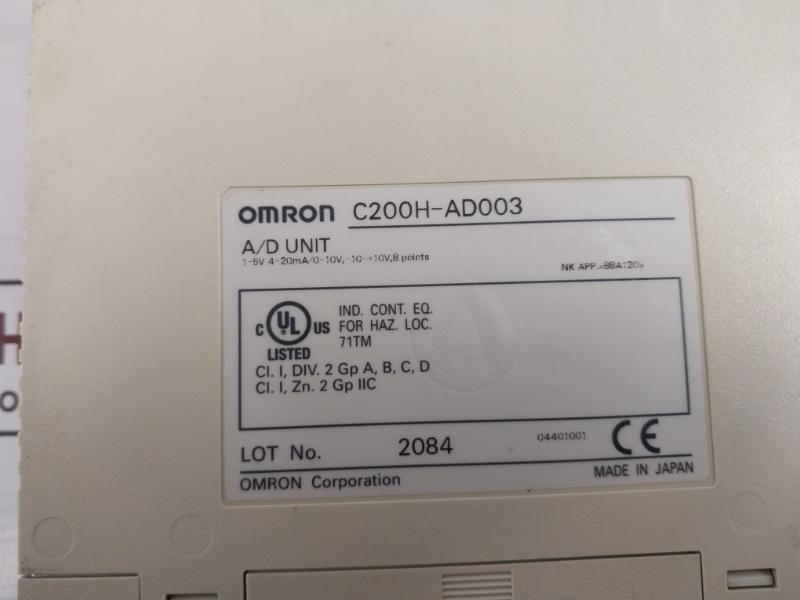 OMRON C200H-AD003
A/D UNIT
1-5V 4-20mA/0-10V,-10-+10V,8 points
NK APP.<88A120>
C UL US
LISTED
IND. CONT. EQ.
FOR HAZ. LOC.
71TM
Cl. I, DIV. 2 Gp A, B, C, D
Cl. I, Zn. 2 Gp IIC
LOT No. 2084
04401001
CE
OMRON Corporation
MADE IN JAPAN